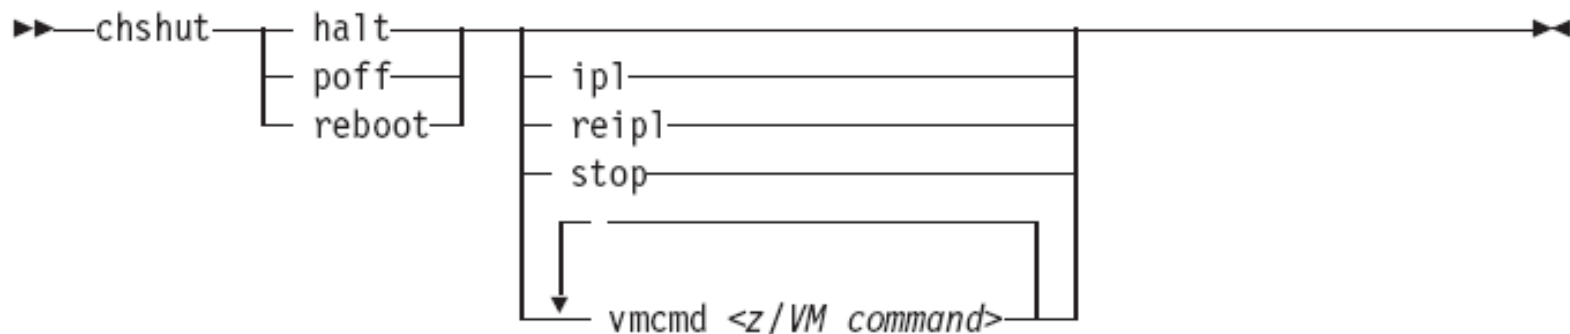 chshut halt
poff ipl
reboot reipl
stop
vmcmd <z/VM command>